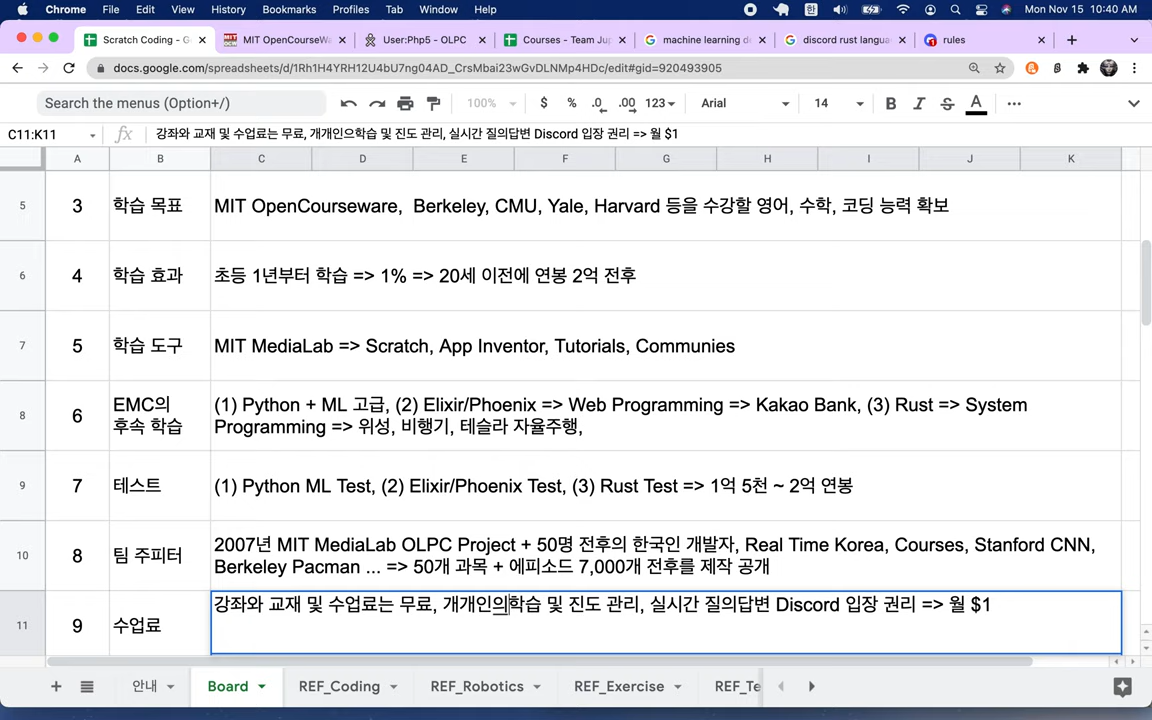 Chrome File Edit View History Bookmarks Profiles Tab Window Help 한 Mon Nov 15 10:40 AM
Scratch Coding - G MIT OpenCourseWa User:Php5 - OLPC Courses - Team Ju machine learning d discord rust langua rules
docs.google.com/spreadsheets/d/1Rh1H4YRH12U4bU7ng04AD_CrsMbai23wGvDLNMp4HDc/edit#gid=920493905
Search the menus (Option+/) 100% $ % .0 .00 123 Arial 14 B I S A
C11:K11 fx 강좌와 교재 및 수업료는 무료, 개개인으학습 및 진도 관리, 실시간 질의답변 Discord 입장 권리 => 월 $1
A B C D E F G H I J K
5 3 학습 목표 MIT OpenCourseware, Berkeley, CMU, Yale, Harvard 등을 수강할 영어, 수학, 코딩 능력 확보
6 4 학습 효과 초등 1년부터 학습 => 1% => 20세 이전에 연봉 2억 전후
7 5 학습 도구 MIT MediaLab => Scratch, App Inventor, Tutorials, Communies
8 6 EMC의 후속 학습 (1) Python + ML 고급, (2) Elixir/Phoenix => Web Programming => Kakao Bank, (3) Rust => System
Programming => 위성, 비행기, 테슬라 자율주행,
9 7 테스트 (1) Python ML Test, (2) Elixir/Phoenix Test, (3) Rust Test => 1억 5천 ~ 2억 연봉
10 8 팀 주피터 2007년 MIT MediaLab OLPC Project + 50명 전후의 한국인 개발자, Real Time Korea, Courses, Stanford CNN,
Berkeley Pacman ... => 50개 과목 + 에피소드 7,000개 전후를 제작 공개
11 9 수업료 강좌와 교재 및 수업료는 무료, 개개인의학습 및 진도 관리, 실시간 질의답변 Discord 입장 권리 => 월 $1
안내 Board REF_Coding REF_Robotics REF_Exercise REF_Te